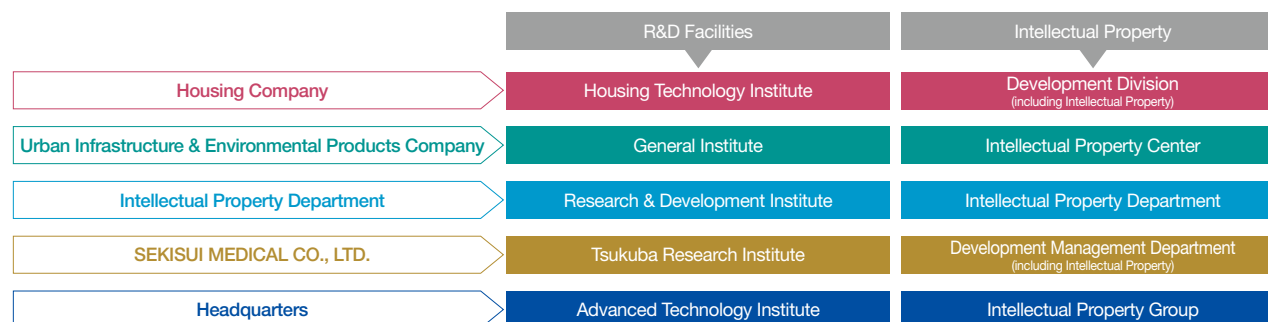 R&D Facilities
Intellectual Property
Housing Company
Housing Technology Institute
Development Division
(including Intellectual Property)
Urban Infrastructure & Environmental Products Company
General Institute
Intellectual Property Center
Intellectual Property Department
Research & Development Institute
Intellectual Property Department
SEKISUI MEDICAL CO., LTD.
Tsukuba Research Institute
Development Management Department
(including Intellectual Property)
Headquarters
Advanced Technology Institute
Intellectual Property Group